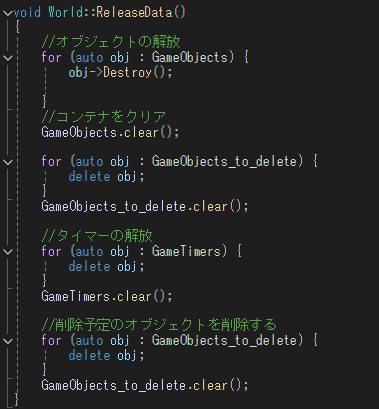 void World::ReleaseData()
{
//オブジェクトの解放
for (auto obj : GameObjects) {
obj->Destroy();
}
//コンテナをクリア
GameObjects.clear();
for (auto obj : GameObjects_to_delete) {
delete obj;
}
GameObjects_to_delete.clear();
//タイマーの解放
for (auto obj : GameTimers) {
delete obj;
}
GameTimers.clear();
//削除予定のオブジェクトを削除する
for (auto obj : GameObjects_to_delete) {
delete obj;
}
GameObjects_to_delete.clear();
}